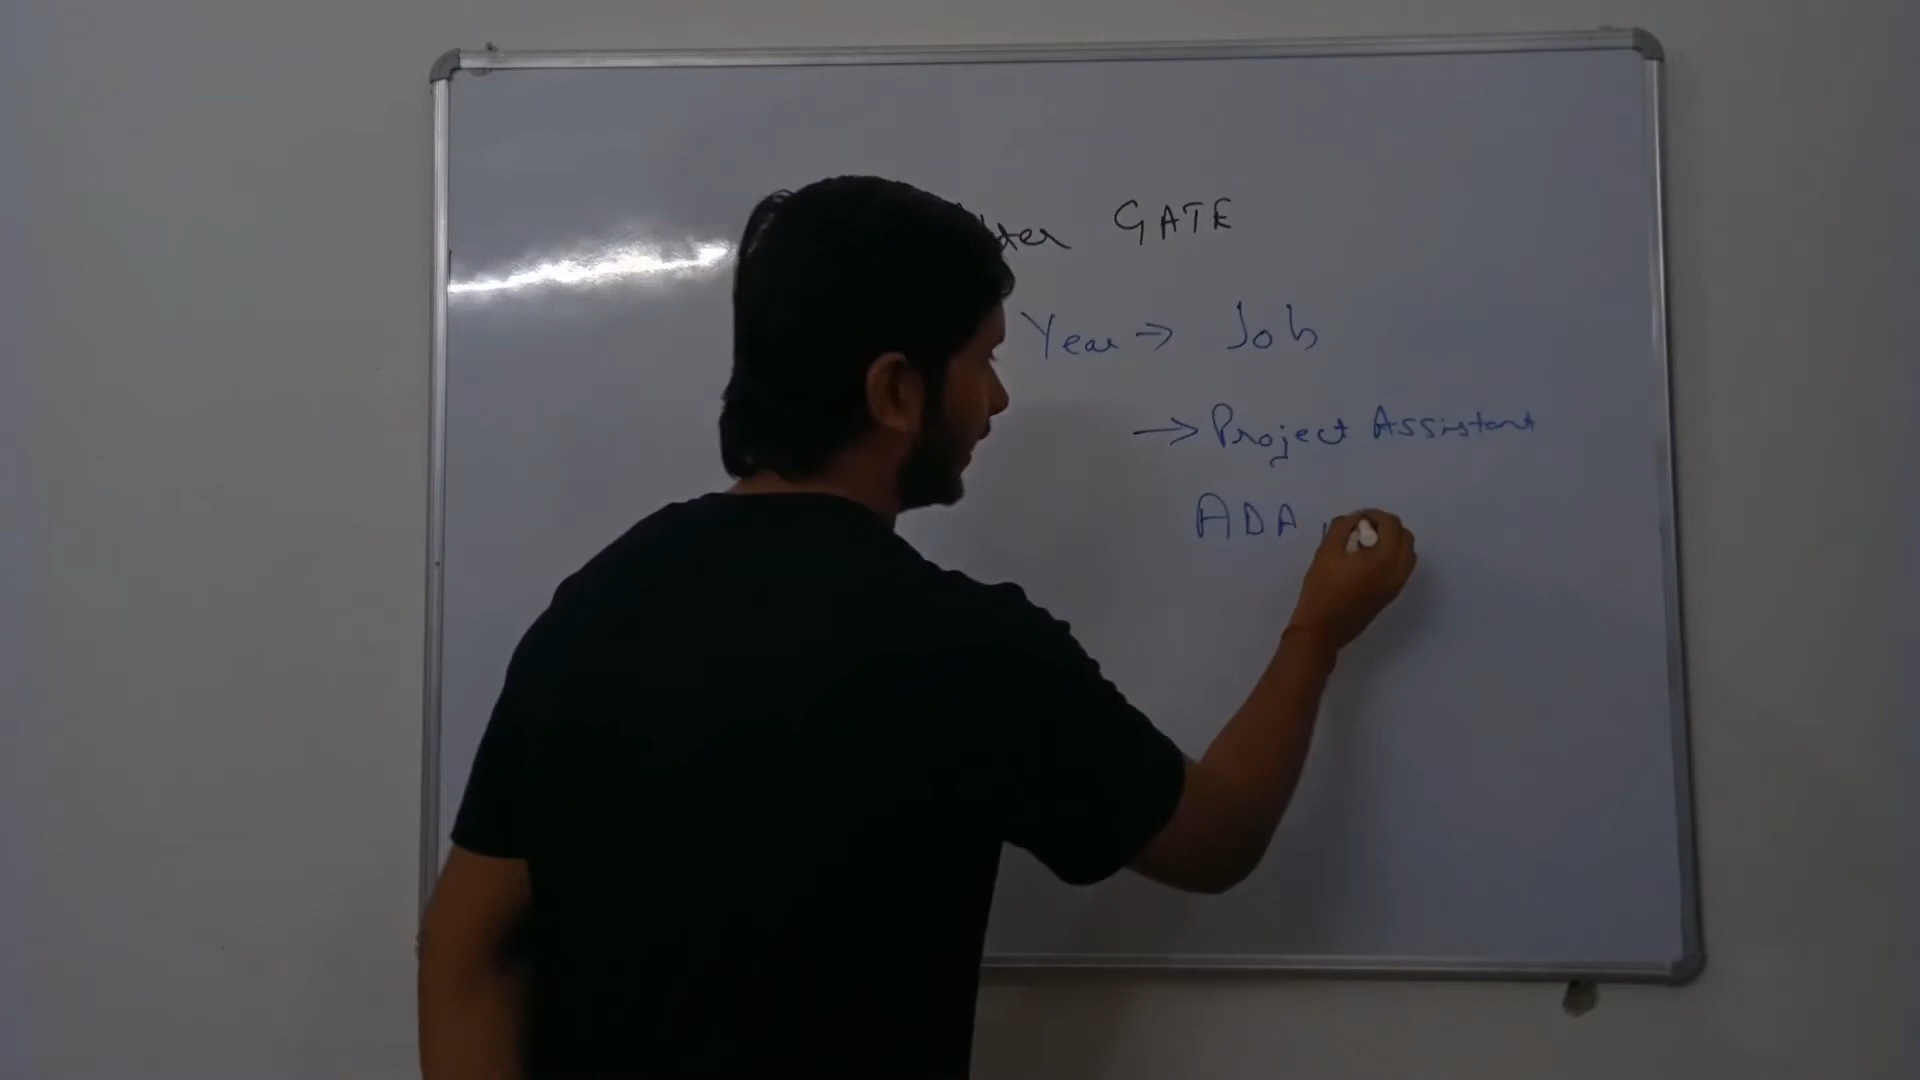 GATE
Year → Job
→ Project Assistant
ADA